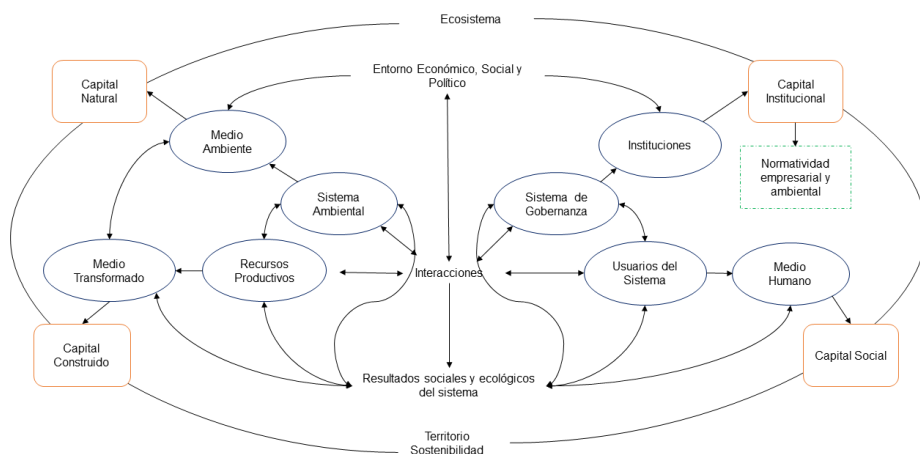 Ecosistema
Entorno Económico, Social y
Político
Capital
Natural
Capital
Institucional
Medio
Ambiente
Instituciones
Normatividad
empresarial y
ambiental
Sistema
Ambiental
Sistema de
Gobernanza
Medio
Transformado
Recursos
Productivos
Interacciones
Usuarios del
Sistema
Medio
Humano
Capital
Construido
Resultados sociales y ecológicos
del sistema
Capital Social
Territorio
Sostenibilidad